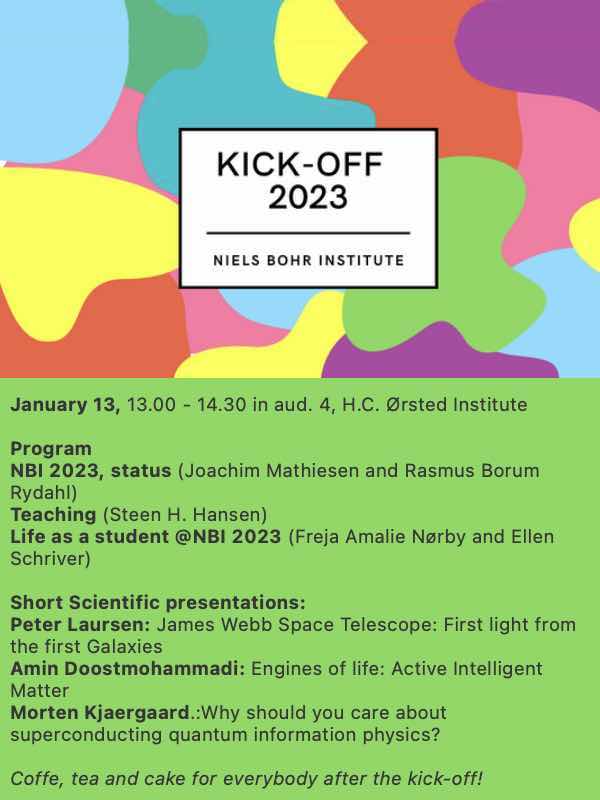 KICK-OFF
2023
NIELS BOHR INSTITUTE
January 13, 13.00 - 14.30 in aud. 4, H.C. Ørsted Institute
Program
NBI 2023, status (Joachim Mathiesen and Rasmus Borum
Rydahl)
Teaching (Steen H. Hansen)
Life as a student @NBI 2023 (Freja Amalie Nørby and Ellen
Schriver)
Short Scientific presentations:
Peter Laursen: James Webb Space Telescope: First light from
the first Galaxies
Amin Doostmohammadi: Engines of life: Active Intelligent
Matter
Morten Kjaergaard.:Why should you care about
superconducting quantum information physics?
Coffe, tea and cake for everybody after the kick-off!